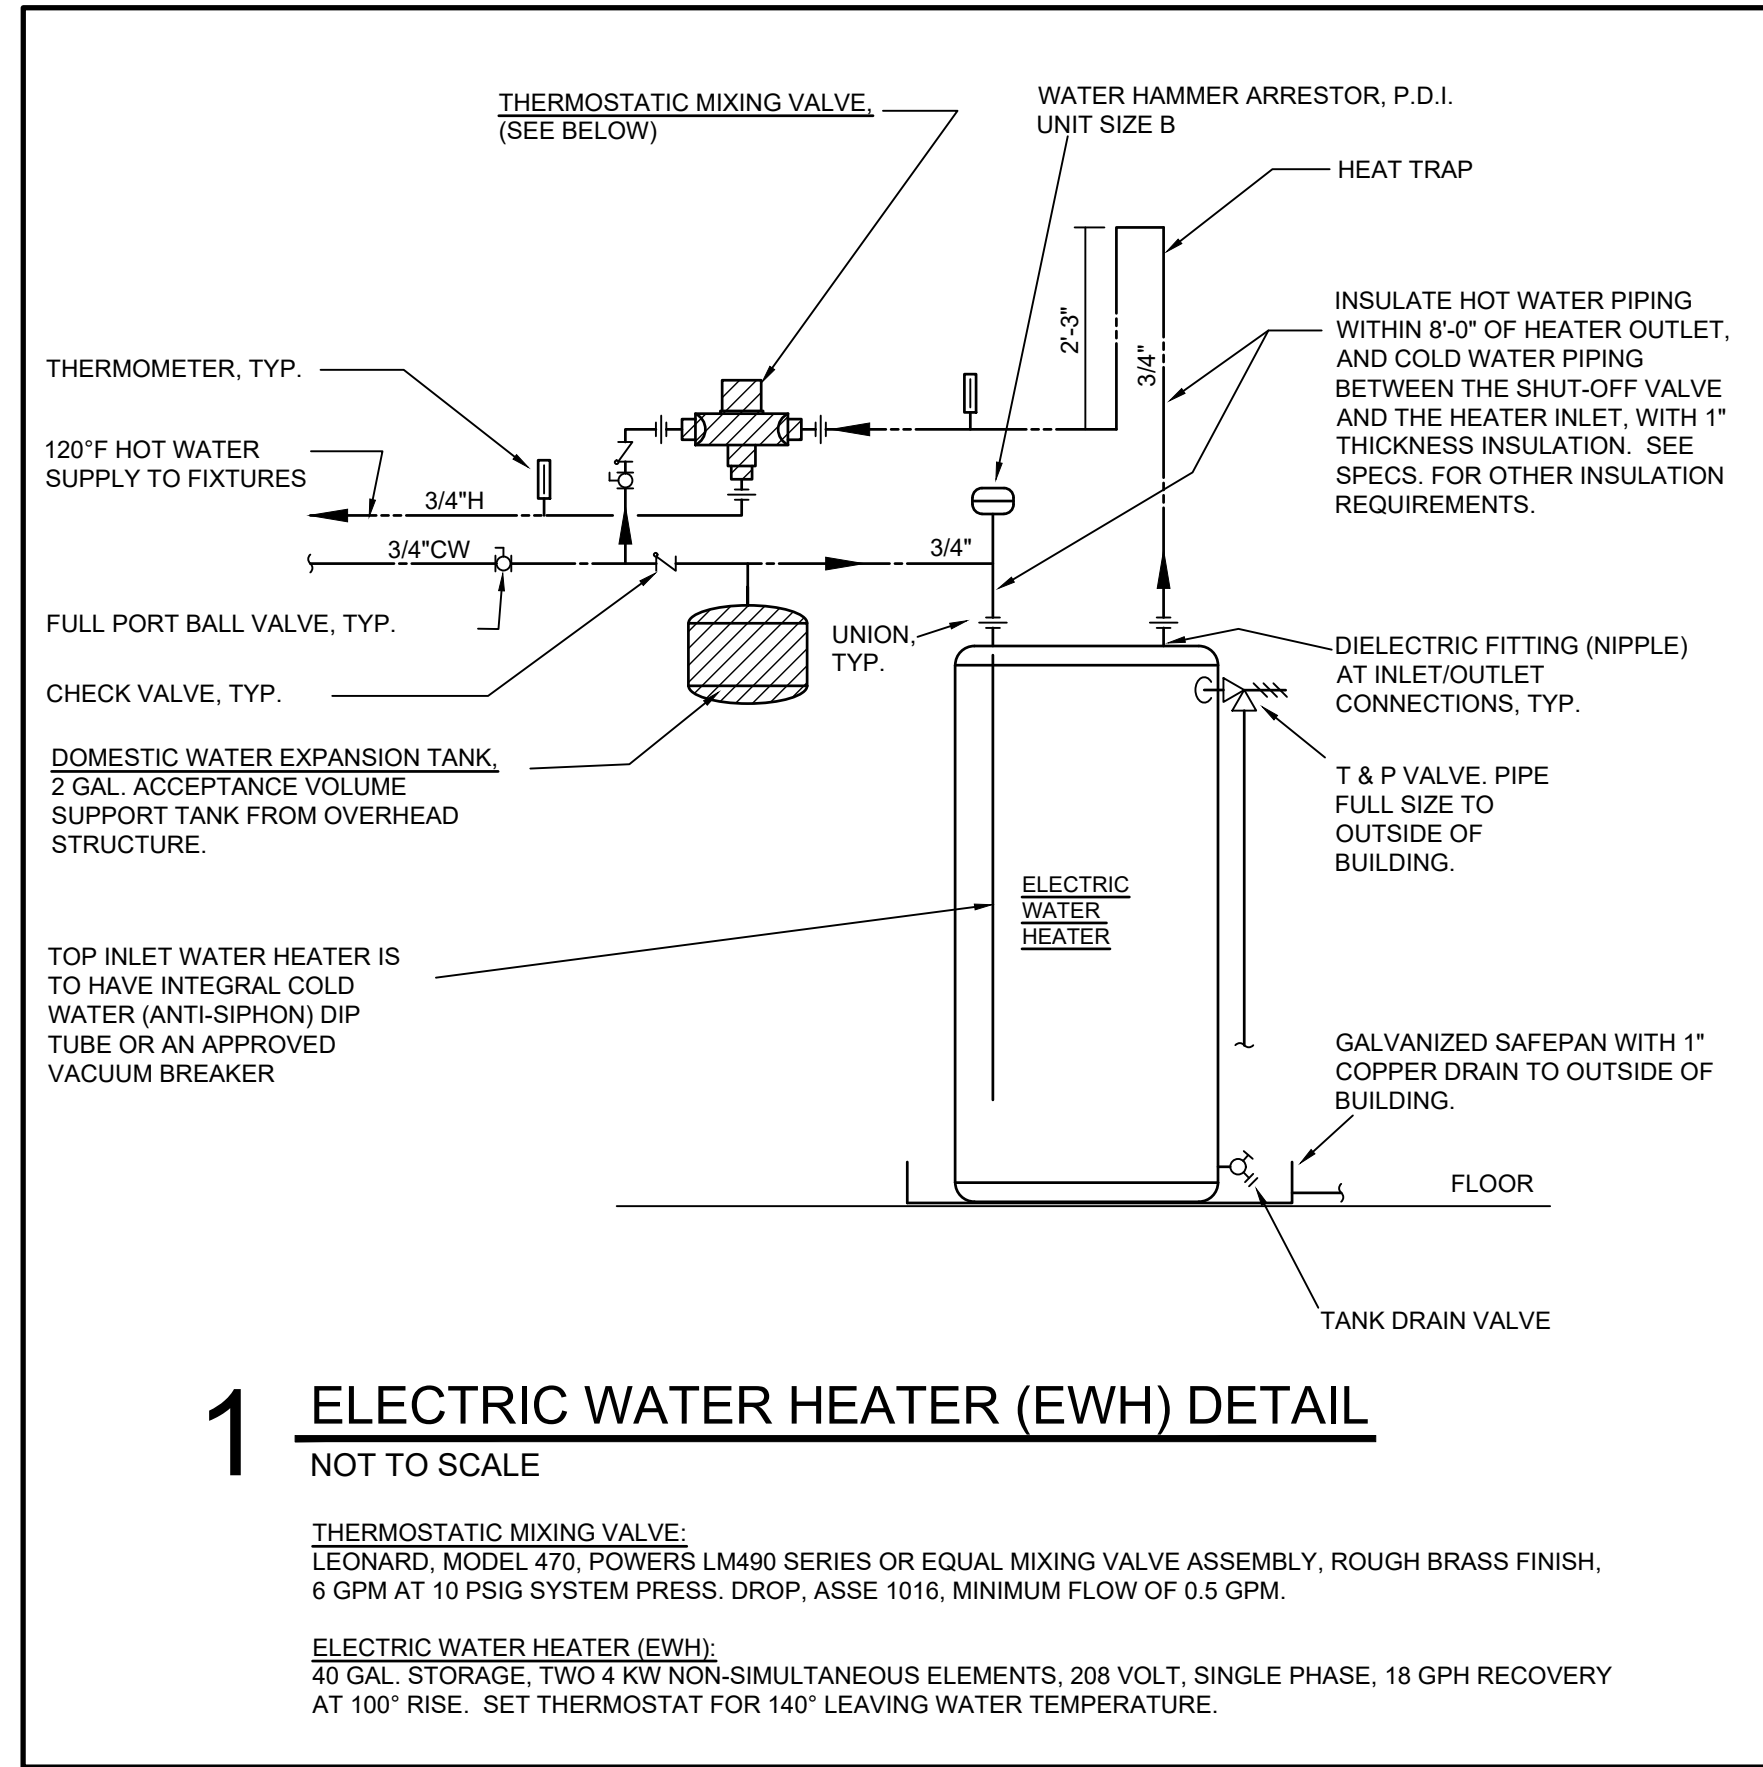 THERMOSTATIC MIXING VALVE,
(SEE BELOW)
WATER HAMMER ARRESTOR, P.D.I.
UNIT SIZE B
HEAT TRAP
INSULATE HOT WATER PIPING
WITHIN 8'-0" OF HEATER OUTLET,
AND COLD WATER PIPING
BETWEEN THE SHUT-OFF VALVE
AND THE HEATER INLET, WITH 1"
THICKNESS INSULATION.  SEE
SPECS. FOR OTHER INSULATION
REQUIREMENTS.
2'-3"
3/4"
THERMOMETER, TYP.
120°F HOT WATER
SUPPLY TO FIXTURES
3/4"H
3/4"CW
3/4"
FULL PORT BALL VALVE, TYP.
UNION,
TYP.
DIELECTRIC FITTING (NIPPLE)
AT INLET/OUTLET
CONNECTIONS, TYP.
CHECK VALVE, TYP.
DOMESTIC WATER EXPANSION TANK,
2 GAL. ACCEPTANCE VOLUME
SUPPORT TANK FROM OVERHEAD
STRUCTURE.
T & P VALVE. PIPE
FULL SIZE TO
OUTSIDE OF
BUILDING.
ELECTRIC
WATER
HEATER
TOP INLET WATER HEATER IS
TO HAVE INTEGRAL COLD
WATER (ANTI-SIPHON) DIP
TUBE OR AN APPROVED
VACUUM BREAKER
GALVANIZED SAFEPAN WITH 1"
COPPER DRAIN TO OUTSIDE OF
BUILDING.
FLOOR
TANK DRAIN VALVE
1 ELECTRIC WATER HEATER (EWH) DETAIL
NOT TO SCALE
THERMOSTATIC MIXING VALVE:
LEONARD, MODEL 470, POWERS LM490 SERIES OR EQUAL MIXING VALVE ASSEMBLY, ROUGH BRASS FINISH,
6 GPM AT 10 PSIG SYSTEM PRESS. DROP, ASSE 1016, MINIMUM FLOW OF 0.5 GPM.
ELECTRIC WATER HEATER (EWH):
40 GAL. STORAGE, TWO 4 KW NON-SIMULTANEOUS ELEMENTS, 208 VOLT, SINGLE PHASE, 18 GPH RECOVERY
AT 100° RISE.  SET THERMOSTAT FOR 140° LEAVING WATER TEMPERATURE.